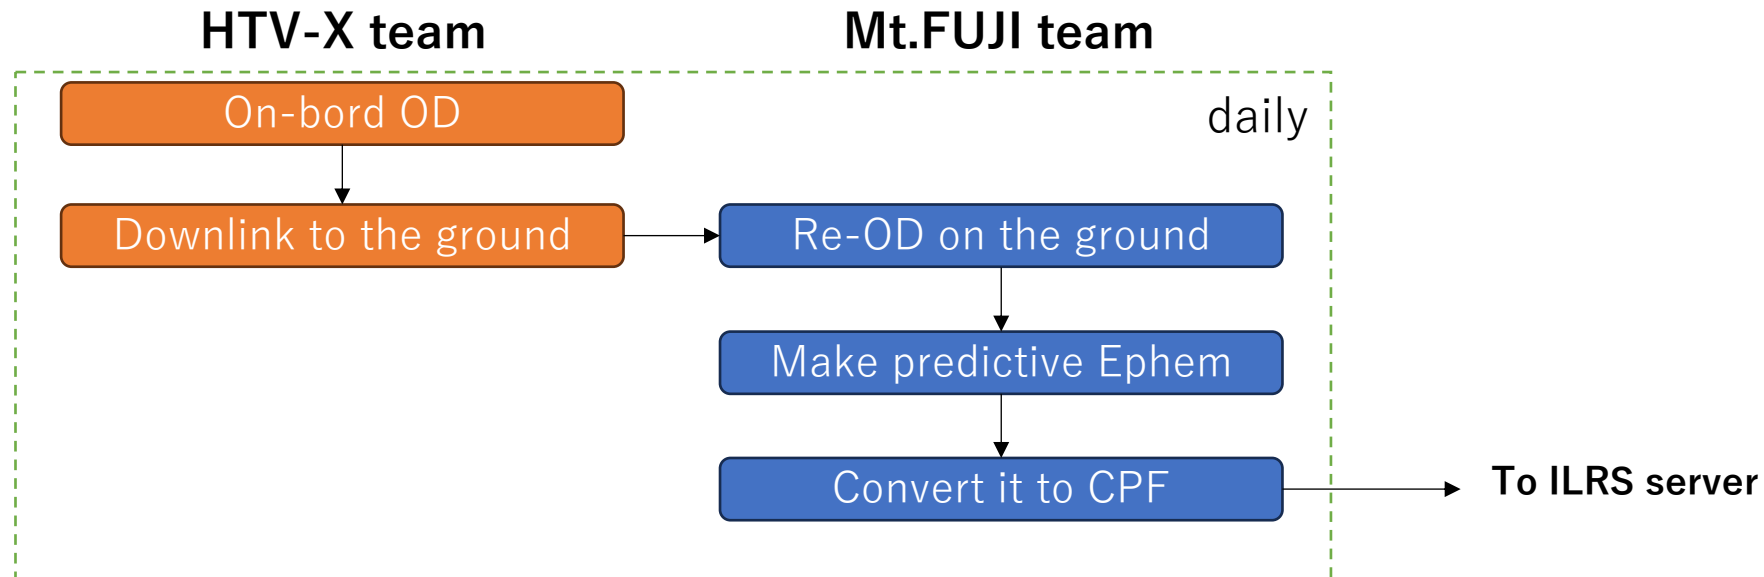 HTV-X team
Mt.FUJI team
daily
On-bord OD
Downlink to the ground
Re-OD on the ground
Make predictive Ephem
Convert it to CPF
To ILRS server